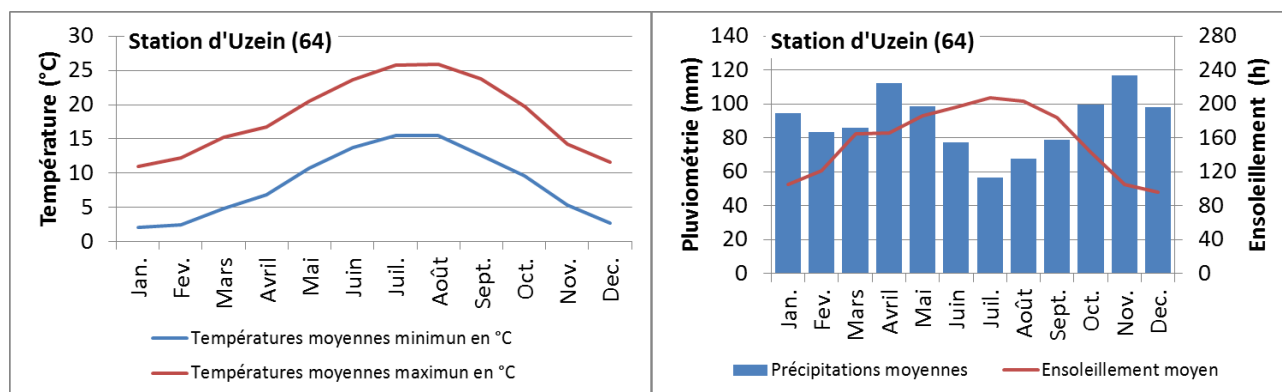 Station d'Uzein (64)
Température (°C)
30
25
20
15
10
5
0
Jan.
Fev.
Mars
Avril
Mai
Juin
Juil.
Août
Sept.
Oct.
Nov.
Dec.
Températures moyennes minimun en °C
Températures moyennes maximun en °C
Station d'Uzein (64)
Pluviométrie (mm)
140
120
100
80
60
40
20
0
280
240
200
160
120
80
40
0
Ensoleillement (h)
Jan.
Fev.
Mars
Avril
Mai
Juin
Juil.
Août
Sept.
Oct.
Nov.
Dec.
Précipitations moyennes
Ensoleillement moyen